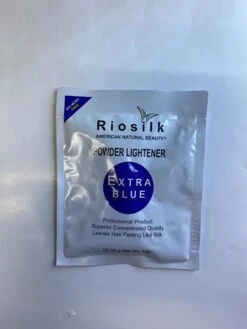 Riosilk
AMERICAN NATURAL BEAUTY
POWDER LIGHTENER
EXTRA
BLUE
Professional Product
Superior Concentrated Quality
Leaves Hair Feeling Like Silk